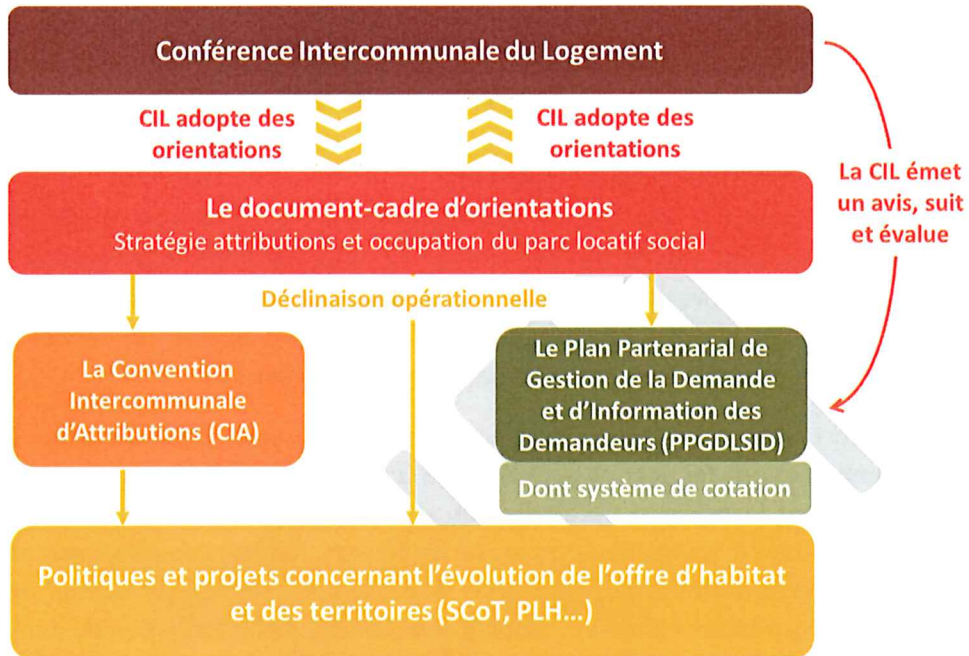 Conférence Intercommunale du Logement
CIL adopte des
orientations
CIL adopte des
orientations
La CIL émet
un avis, suit
et évalue
Le document-cadre d'orientations
Stratégie attributions et occupation du parc locatif social
Déclinaison opérationnelle
La Convention
Intercommunale
d'Attributions (CIA)
Le Plan Partenarial de
Gestion de la Demande
et d'Information des
Demandeurs (PPGDLSID)
Dont système de cotation
Politiques et projets concernant l'évolution de l'offre d'habitat
et des territoires (SCoT, PLH...)